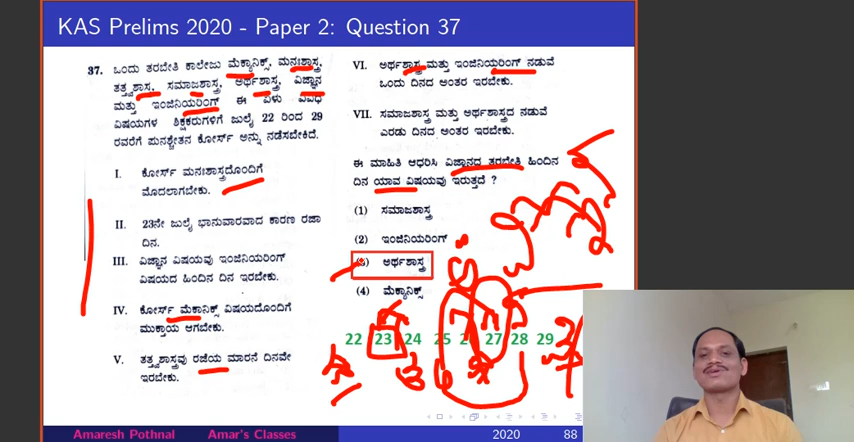 KAS Prelims 2020 - Paper 2: Question 37
37. ಒಂದು ತರಬೇತಿ ಕಾಲೇಜು ಮೆಕ್ಯಾನಿಕ್ಸ್, ಮನಃಶಾಸ್ತ್ರ,
ತತ್ತ್ವಶಾಸ್ತ್ರ, ಸಮಾಜಶಾಸ್ತ್ರ, ಅರ್ಥಶಾಸ್ತ್ರ, ವಿಜ್ಞಾನ
ಮತ್ತು ಇಂಜಿನಿಯರಿಂಗ್ ಈ ಏಳು ವಿವಿಧ
ವಿಷಯಗಳ ಶಿಕ್ಷಕರುಗಳಿಗೆ ಜುಲೈ 22 ರಿಂದ 29
ರವರೆಗೆ ಪುನಶ್ಚೇತನ ಕೋರ್ಸ್ ಅನ್ನು ನಡೆಸಬೇಕಿದೆ.
I. ಕೋರ್ಸ್ ಮನಃಶಾಸ್ತ್ರದೊಂದಿಗೆ
ಮೊದಲಾಗಬೇಕು.
II. 23ನೇ ಜುಲೈ ಭಾನುವಾರವಾದ ಕಾರಣ ರಜಾ
ದಿನ.
III. ವಿಜ್ಞಾನ ವಿಷಯವು ಇಂಜಿನಿಯರಿಂಗ್
ವಿಷಯದ ಹಿಂದಿನ ದಿನ ಇರಬೇಕು.
IV. ಕೋರ್ಸ್ ಮೆಕಾನಿಕ್ಸ್ ವಿಷಯದೊಂದಿಗೆ
ಮುಕ್ತಾಯ ಆಗಬೇಕು.
V. ತತ್ತ್ವಶಾಸ್ತ್ರವು ರಜೆಯ ಮಾರನೆ ದಿನವೇ
ಇರಬೇಕು.
VI. ಅರ್ಥಶಾಸ್ತ್ರ ಮತ್ತು ಇಂಜಿನಿಯರಿಂಗ್ ನಡುವೆ
ಒಂದು ದಿನದ ಅಂತರ ಇರಬೇಕು.
VII. ಸಮಾಜಶಾಸ್ತ್ರ ಮತ್ತು ಅರ್ಥಶಾಸ್ತ್ರದ ನಡುವೆ
ಎರಡು ದಿನದ ಅಂತರ ಇರಬೇಕು.
ಈ ಮಾಹಿತಿ ಆಧರಿಸಿ ವಿಜ್ಞಾನದ ತರಬೇತಿ ಹಿಂದಿನ
ದಿನ ಯಾವ ವಿಷಯವು ಇರುತ್ತದೆ ?
(1) ಸಮಾಜಶಾಸ್ತ್ರ
(2) ಇಂಜಿನಿಯರಿಂಗ್
(3) ಅರ್ಥಶಾಸ್ತ್ರ
(4) ಮೆಕ್ಯಾನಿಕ್ಸ್
22 23 24 25 26 27 28 29
Amaresh Pothnal Amar's Classes 2020 88